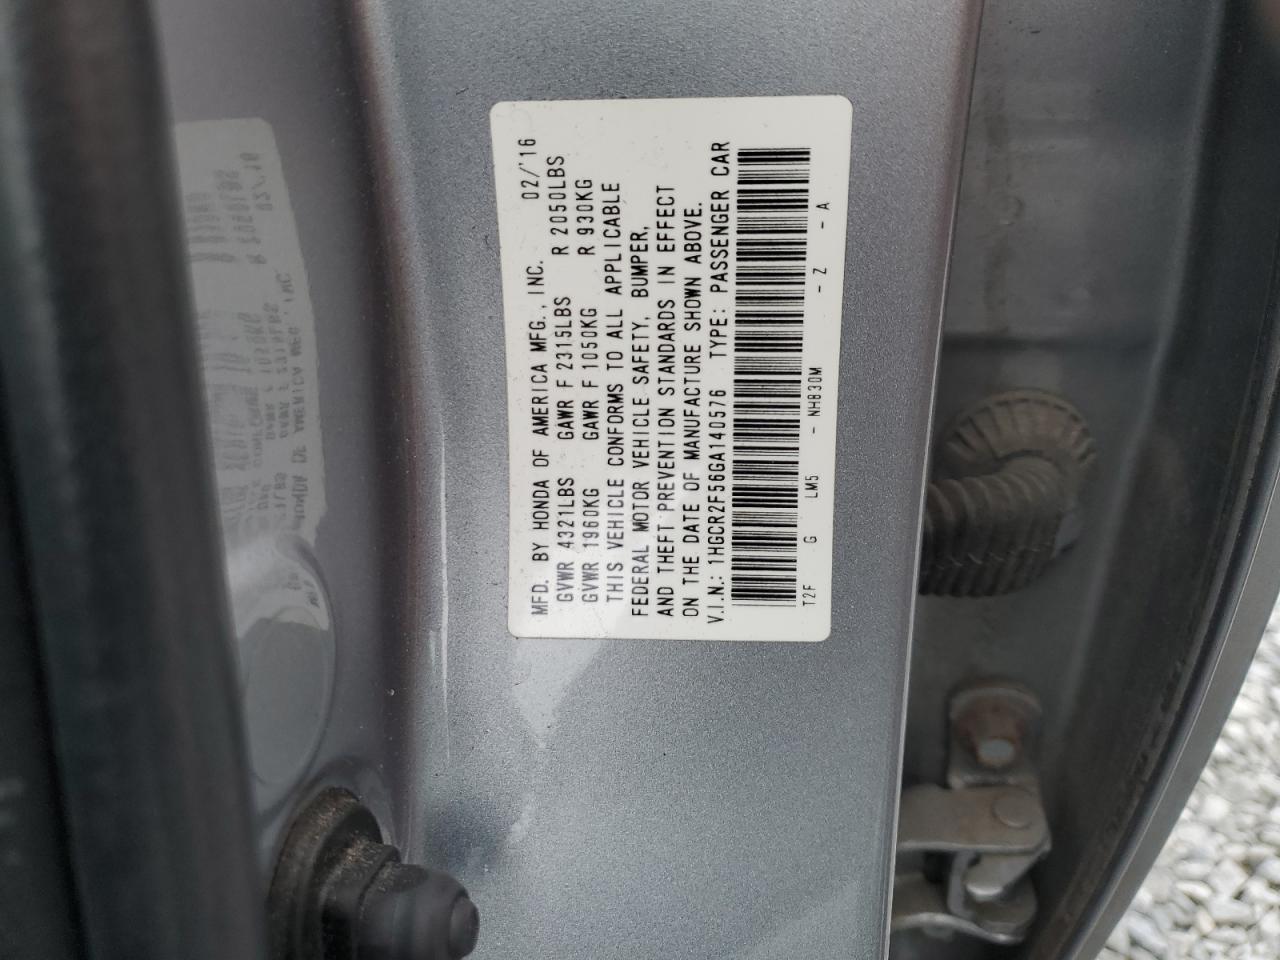 MFD. BY HONDA OF AMERICA MFG., INC. 02/'16
GVWR 4321LBS GAWR F 2315LBS R 2050LBS
GVWR 1960KG GAWR F 1050KG R 930KG
THIS VEHICLE CONFORMS TO ALL APPLICABLE
FEDERAL MOTOR VEHICLE SAFETY, BUMPER,
AND THEFT PREVENTION STANDARDS IN EFFECT
ON THE DATE OF MANUFACTURE SHOWN ABOVE.
V.I.N.: 1HGCR2F56GA140576 TYPE: PASSENGER CAR
T2F G LM5 - NH830M - Z - A